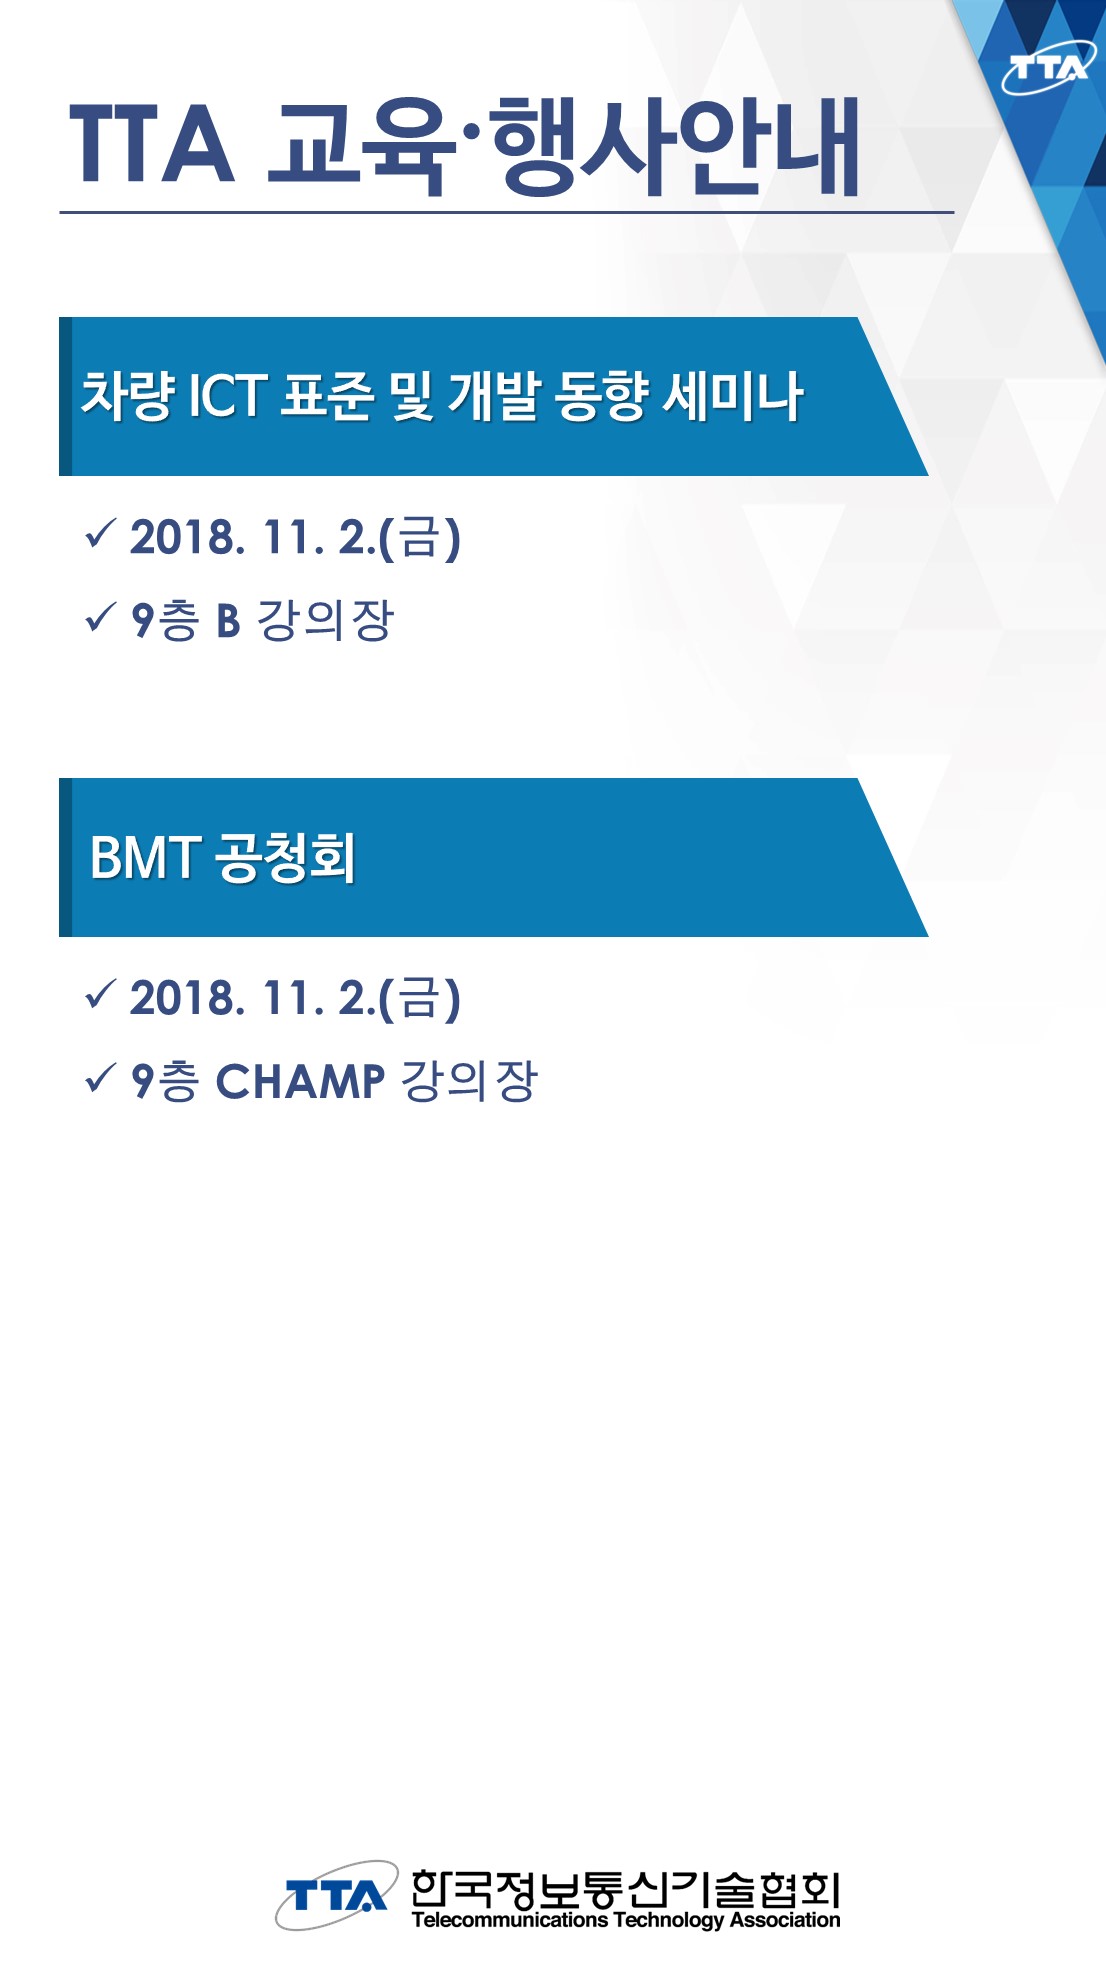 TTA
TTA 교육·행사안내
차량 ICT 표준 및 개발 동향 세미나
✓ 2018. 11. 2.(금)
✓ 9층 B 강의장
BMT 공청회
✓ 2018. 11. 2.(금)
✓ 9층 CHAMP 강의장
TTA 한국정보통신기술협회
Telecommunications Technology Association